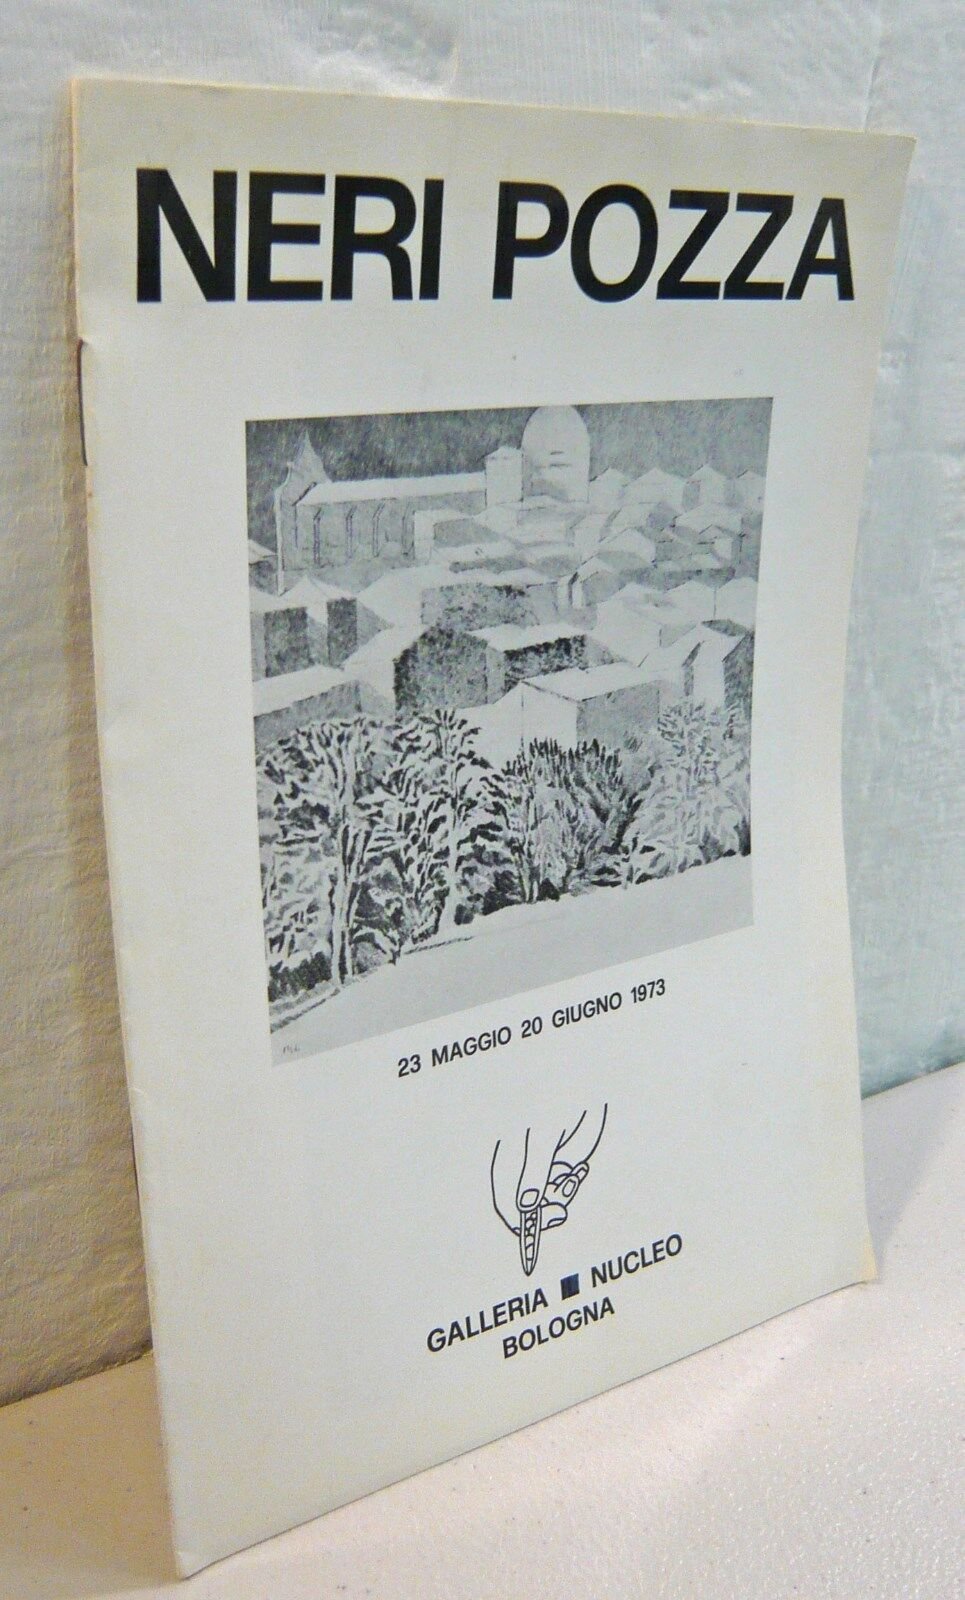 NERI POZZA
23 MAGGIO 20 GIUGNO 1973
GALLERIA NUCLEO
BOLOGNA